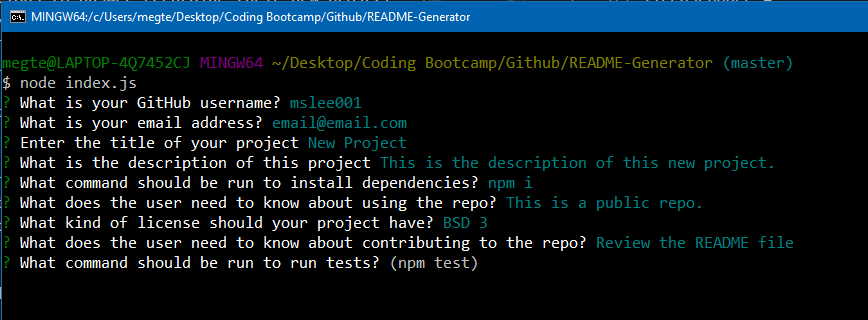 MINGW64:/c/Users/megte/Desktop/Coding Bootcamp/Github/README-Generator
megte@LAPTOP-4Q7452CJ MINGW64 ~/Desktop/Coding Bootcamp/Github/README-Generator (master)
$ node index.js
? What is your GitHub username? mslee001
? What is your email address? email@email.com
? Enter the title of your project New Project
? What is the description of this project This is the description of this new project.
? What command should be run to install dependencies? npm i
? What does the user need to know about using the repo? This is a public repo.
? What kind of license should your project have? BSD 3
? What does the user need to know about contributing to the repo? Review the README file
? What command should be run to run tests? (npm test)